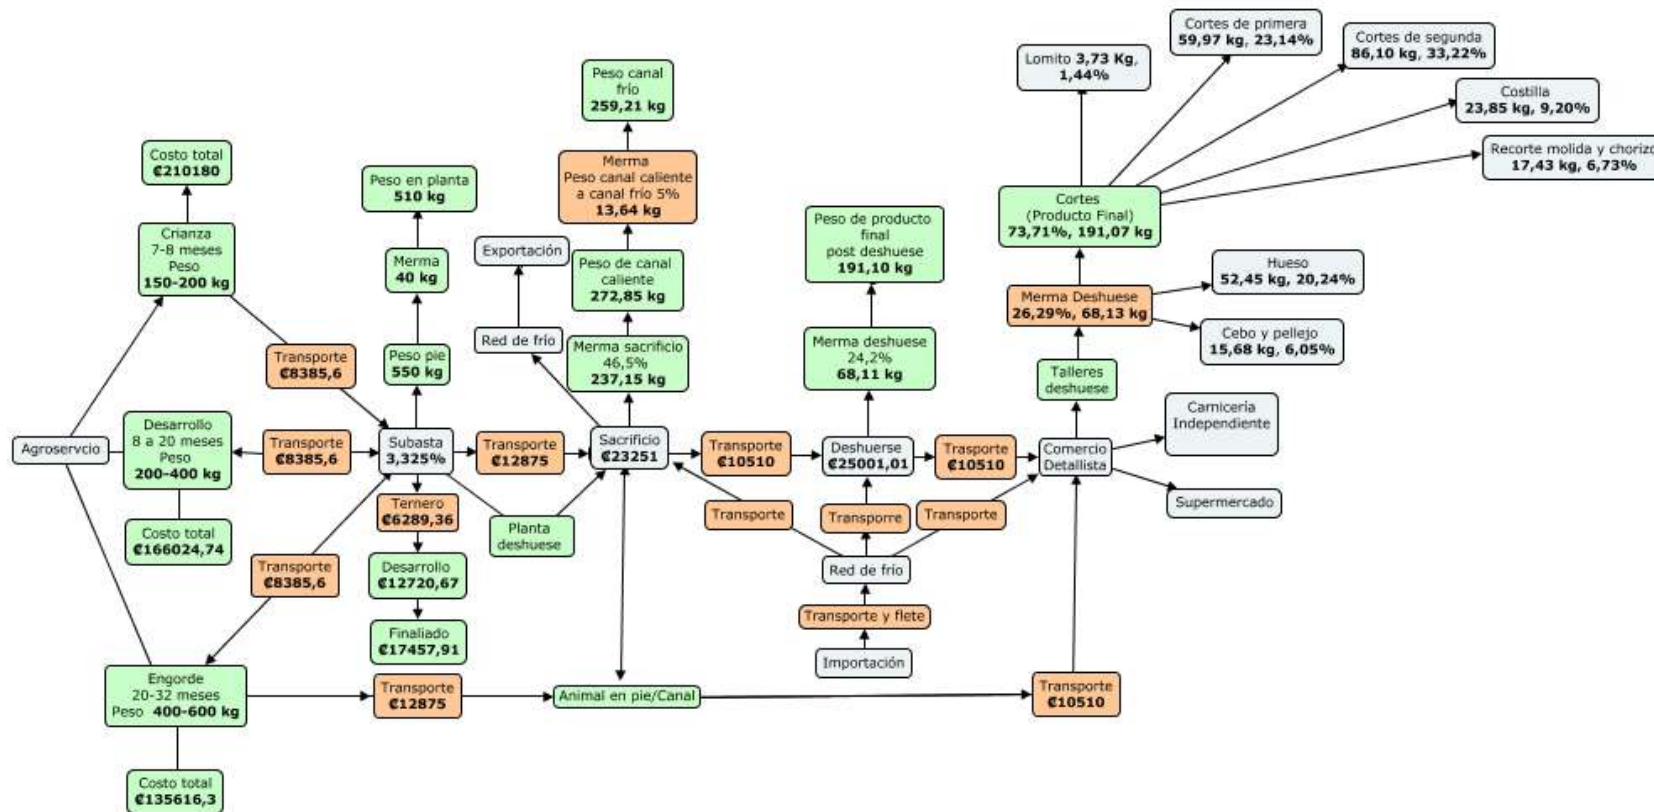 Cortes de primera
59,97 kg, 23,14%
Cortes de segunda
86,10 kg, 33,22%
Lomito 3,73 Kg,
1,44%
Costilla
23,85 kg, 9,20%
Recorte molida y chorizo
17,43 kg, 6,73%
Peso canal
frío
259,21 kg
Merma
Peso canal caliente
a canal frío 5%
13,64 kg
Costo total
₡210180
Peso en planta
510 kg
Cortes
(Producto Final)
73,71%, 191,07 kg
Peso de producto
final
post deshuese
191,10 kg
Crianza
7-8 meses
Peso
150-200 kg
Exportación
Merma
40 kg
Peso de canal
caliente
272,85 kg
Hueso
52,45 kg, 20,24%
Merma Deshuese
26,29%, 68,13 kg
Cebo y pellejo
15,68 kg, 6,05%
Red de frío
Merma sacrificio
46,5%
237,15 kg
Merma deshuese
24,2%
68,11 kg
Transporte
₡8385,6
Peso pie
550 kg
Talleres
deshuese
Carnicería
Independiente
Agroservcio
Desarrollo
8 a 20 meses
Peso
200-400 kg
Transporte
₡8385,6
Subasta
3,325%
Transporte
₡12875
Sacrificio
₡23251
Transporte
₡10510
Deshuerse
₡25001,01
Trasporte
₡10510
Comercio
Detallista
Supermercado
Ternero
₡6289,36
Planta
deshuese
Transporte
Transporre
Transporte
Costo total
₡166024,74
Transporte
₡8385,6
Desarrollo
₡12720,67
Red de frío
Transporte y flete
Finaliado
₡17457,91
Importación
Engorde
20-32 meses
Peso 400-600 kg
Transporte
₡12875
Animal en pie/Canal
Transporte
₡10510
Costo total
₡135616,3